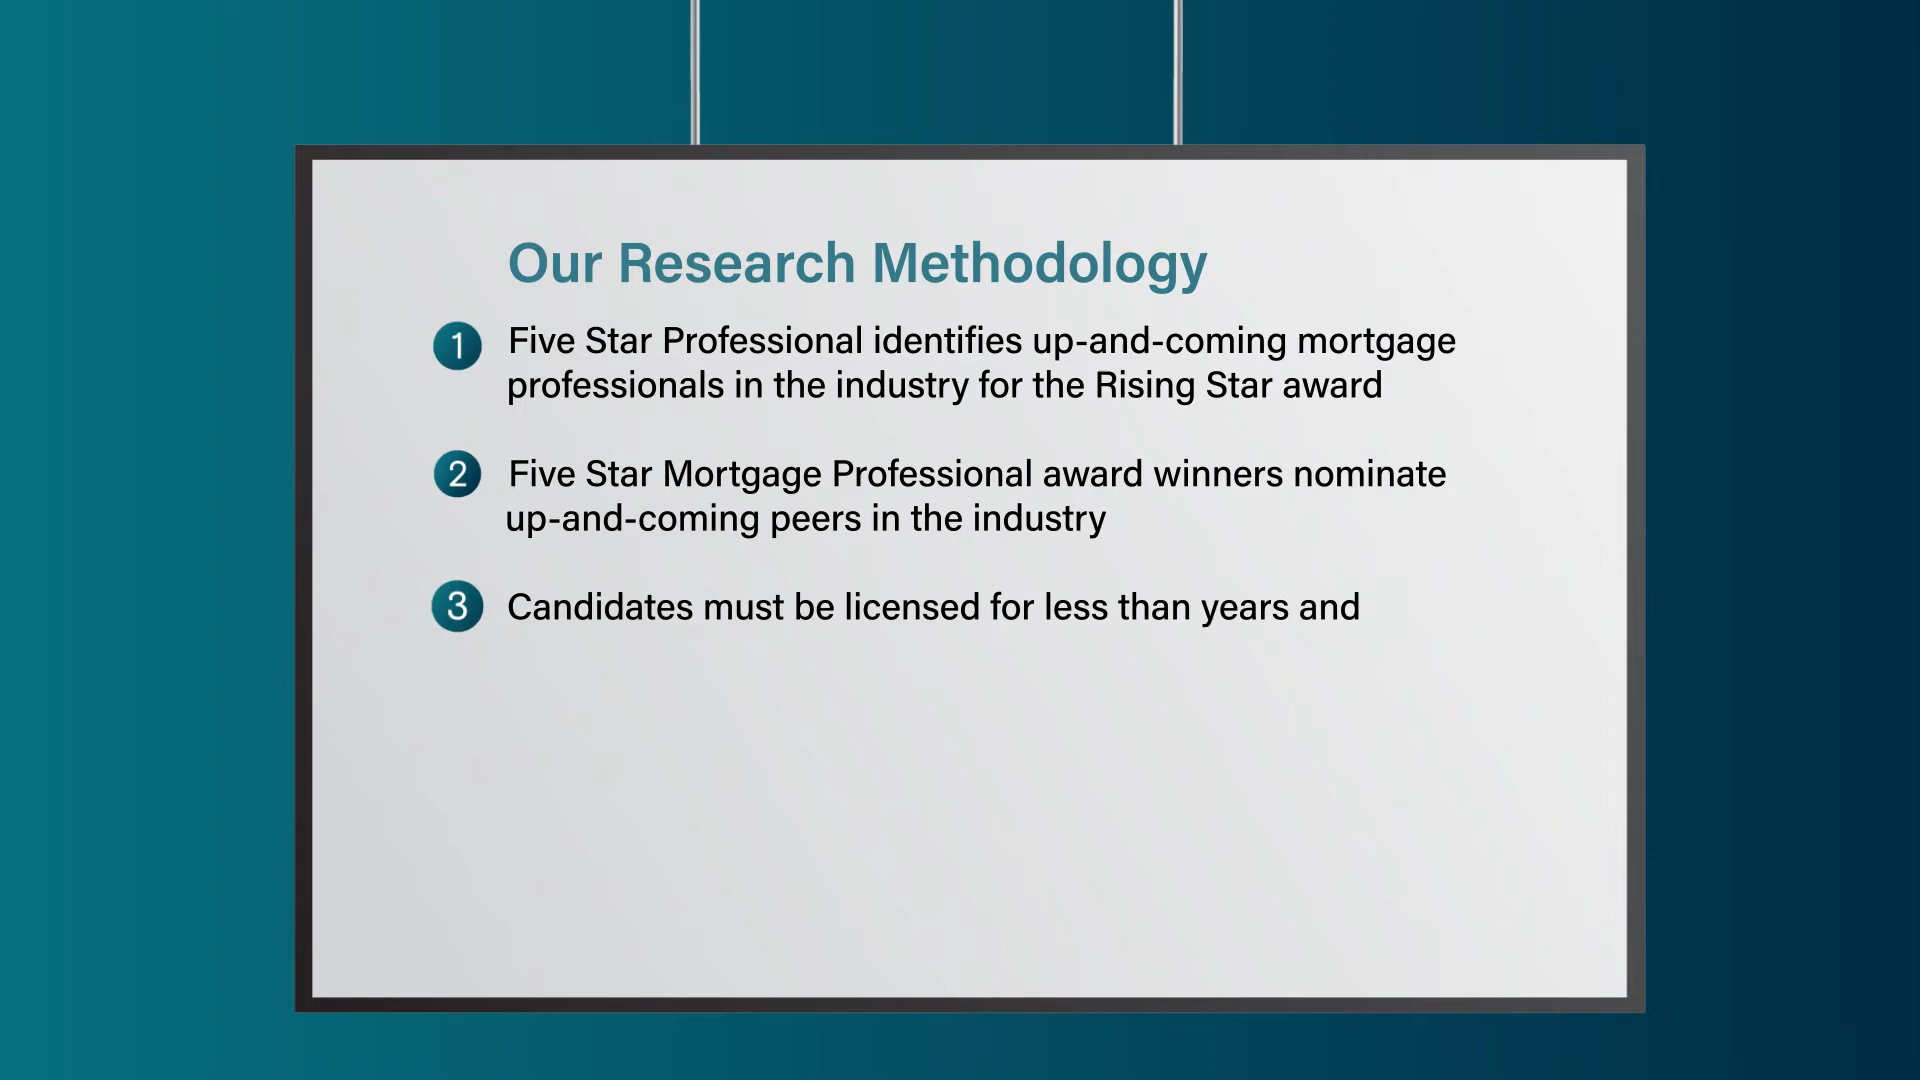 Our Research Methodology
1 Five Star Professional identifies up-and-coming mortgage
professionals in the industry for the Rising Star award
2 Five Star Mortgage Professional award winners nominate
up-and-coming peers in the industry
3 Candidates must be licensed for less than years and